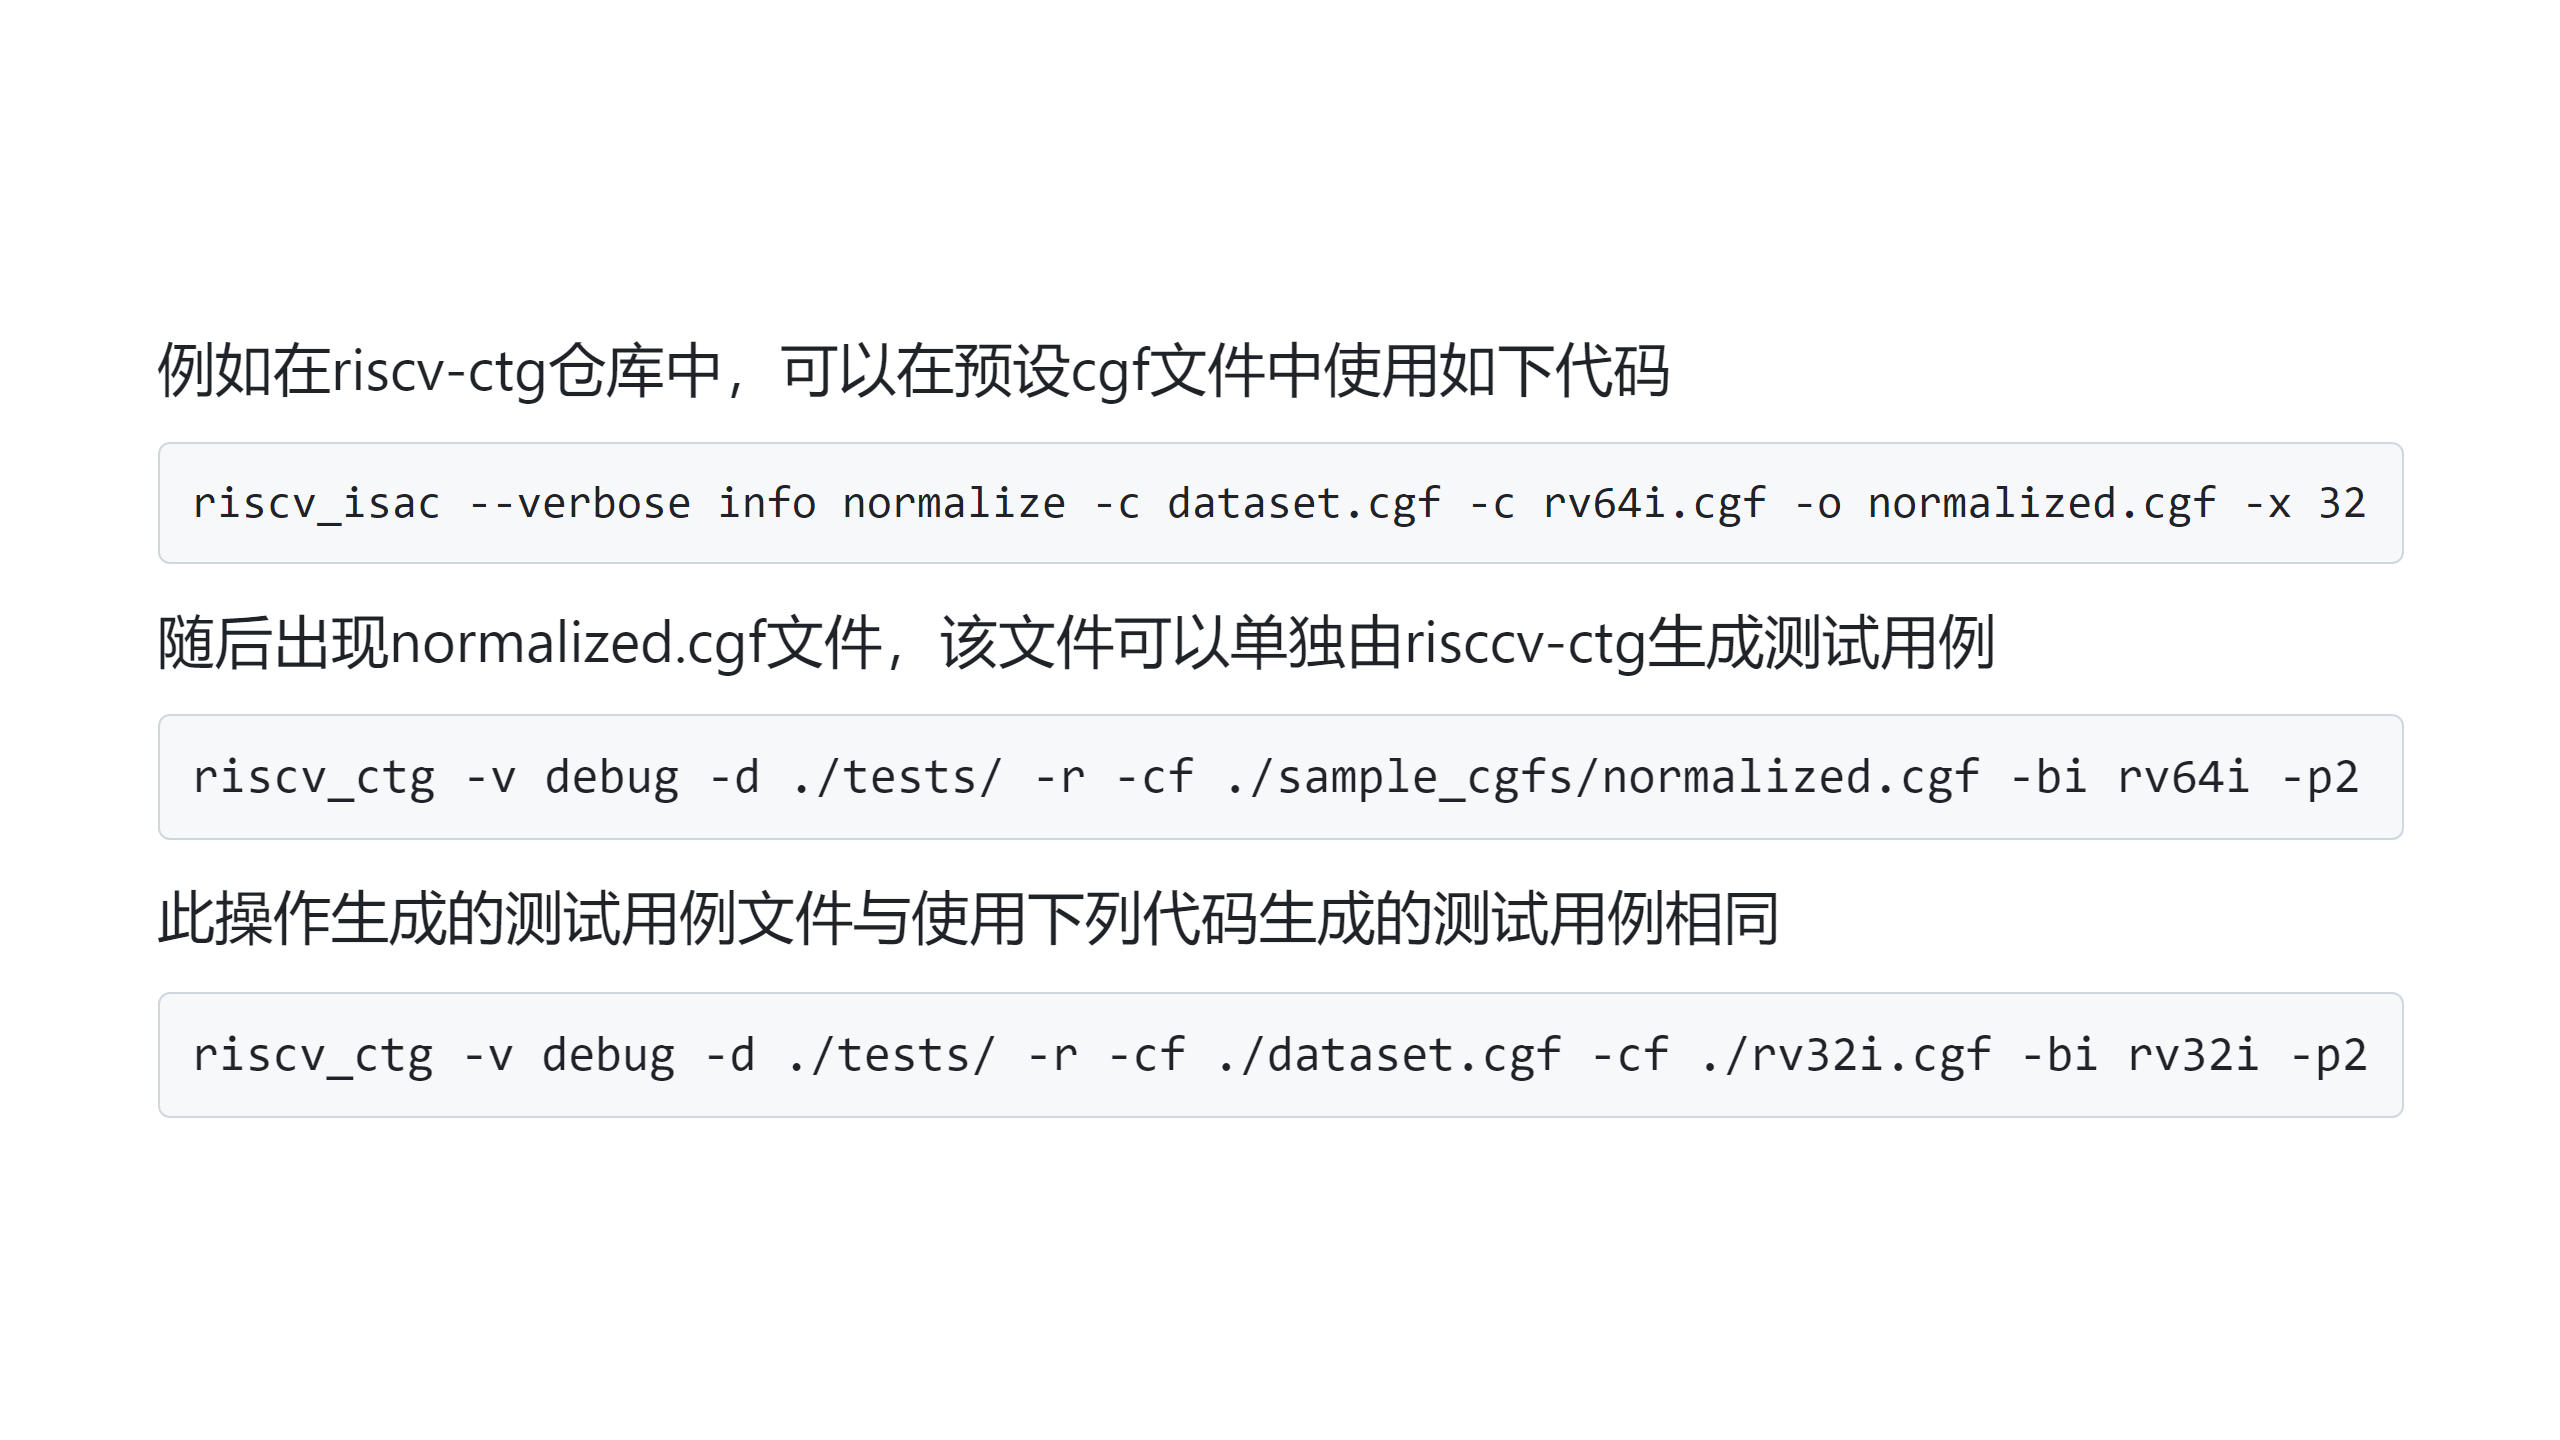 例如在riscv-ctg仓库中，可以在预设cgf文件中使用如下代码
riscv_isac --verbose info normalize -c dataset.cgf -c rv64i.cgf -o normalized.cgf -x 32
随后出现normalized.cgf文件，该文件可以单独由risccv-ctg生成测试用例
riscv_ctg -v debug -d ./tests/ -r -cf ./sample_cgfs/normalized.cgf -bi rv64i -p2
此操作生成的测试用例文件与使用下列代码生成的测试用例相同
riscv_ctg -v debug -d ./tests/ -r -cf ./dataset.cgf -cf ./rv32i.cgf -bi rv32i -p2